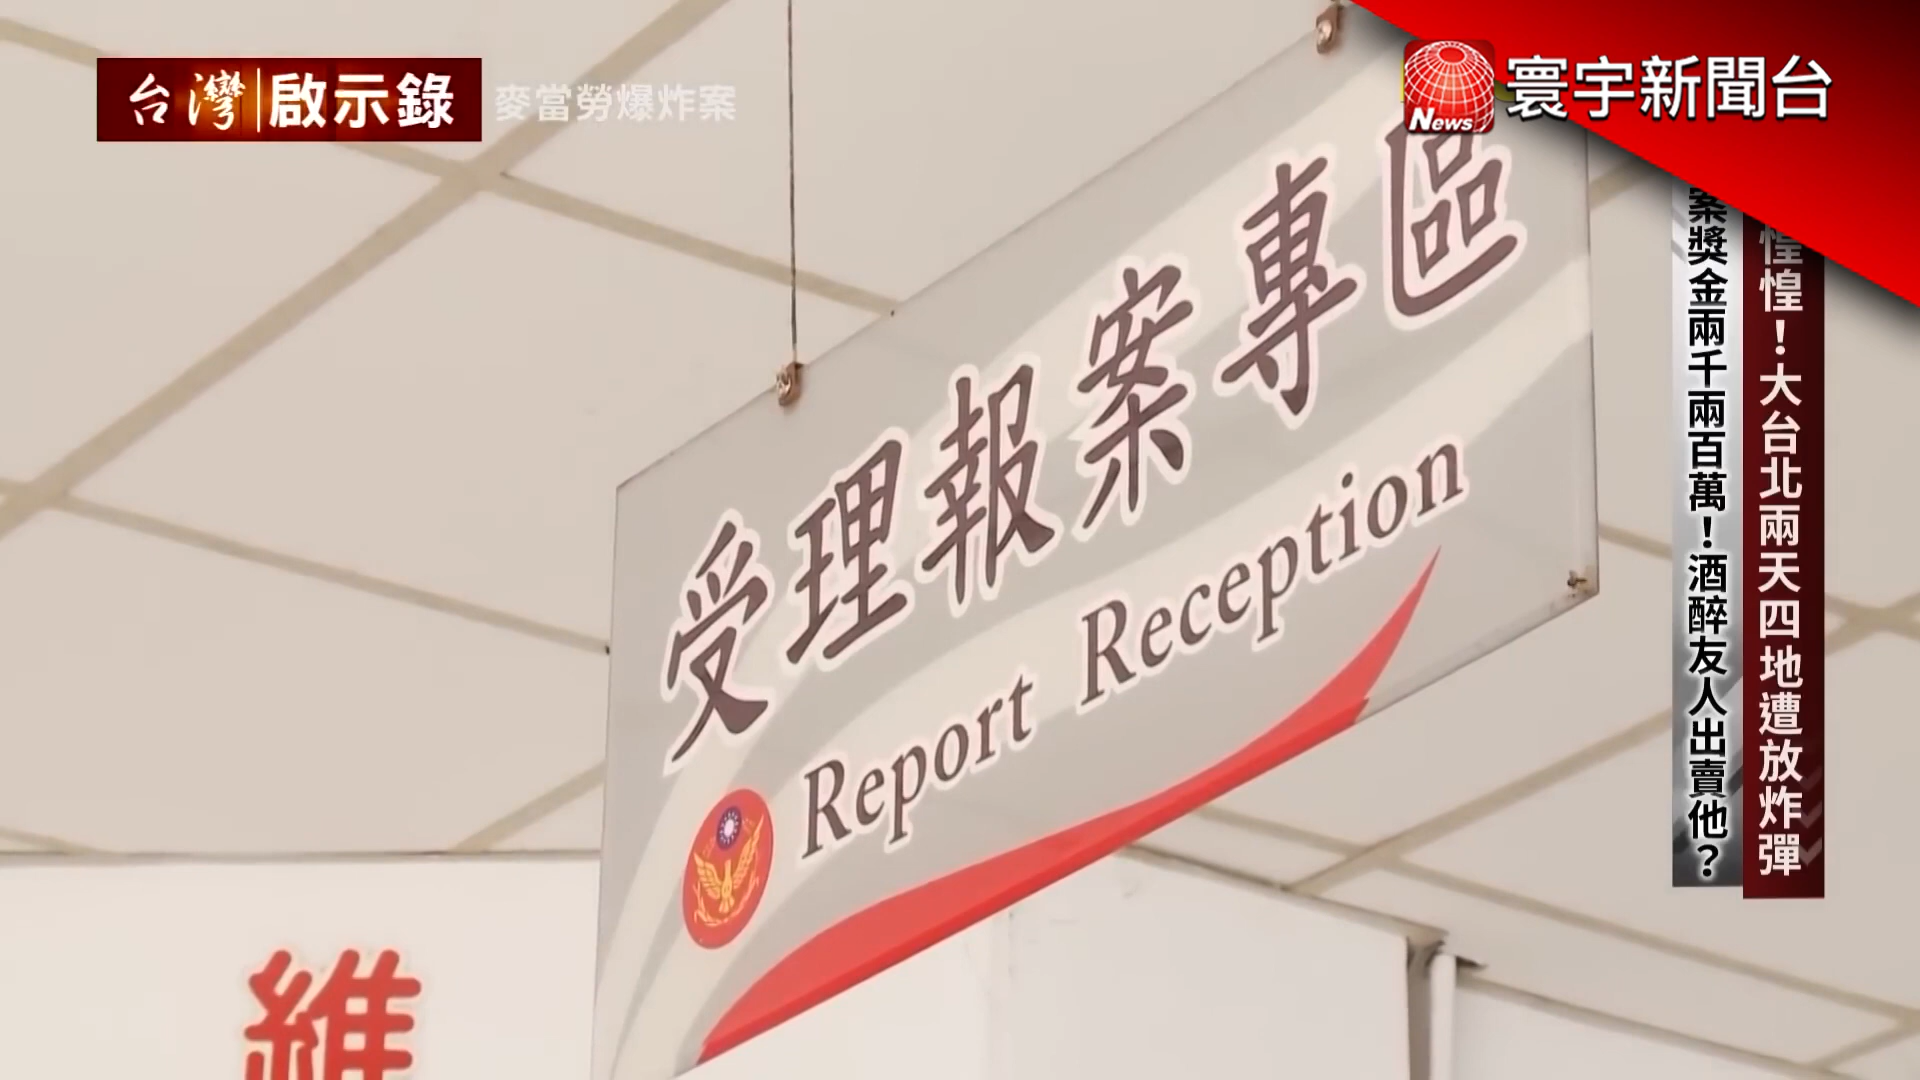 台灣 啟示錄
麥當勞爆炸案
News
寰宇新聞台
惶惶！大台北兩天四地遭放炸彈
案獎金兩千兩百萬！酒醉友人出賣他？
受理報案專區
Report Reception
維